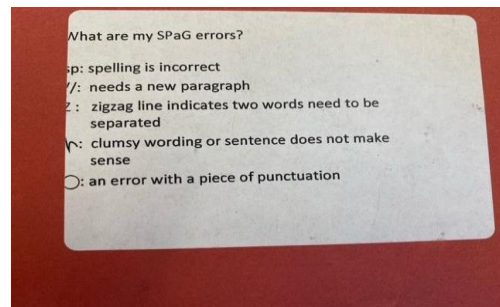 What are my SPaG errors?
sp: spelling is incorrect
//: needs a new paragraph
Z : zigzag line indicates two words need to be
separated
: clumsy wording or sentence does not make
sense
: an error with a piece of punctuation